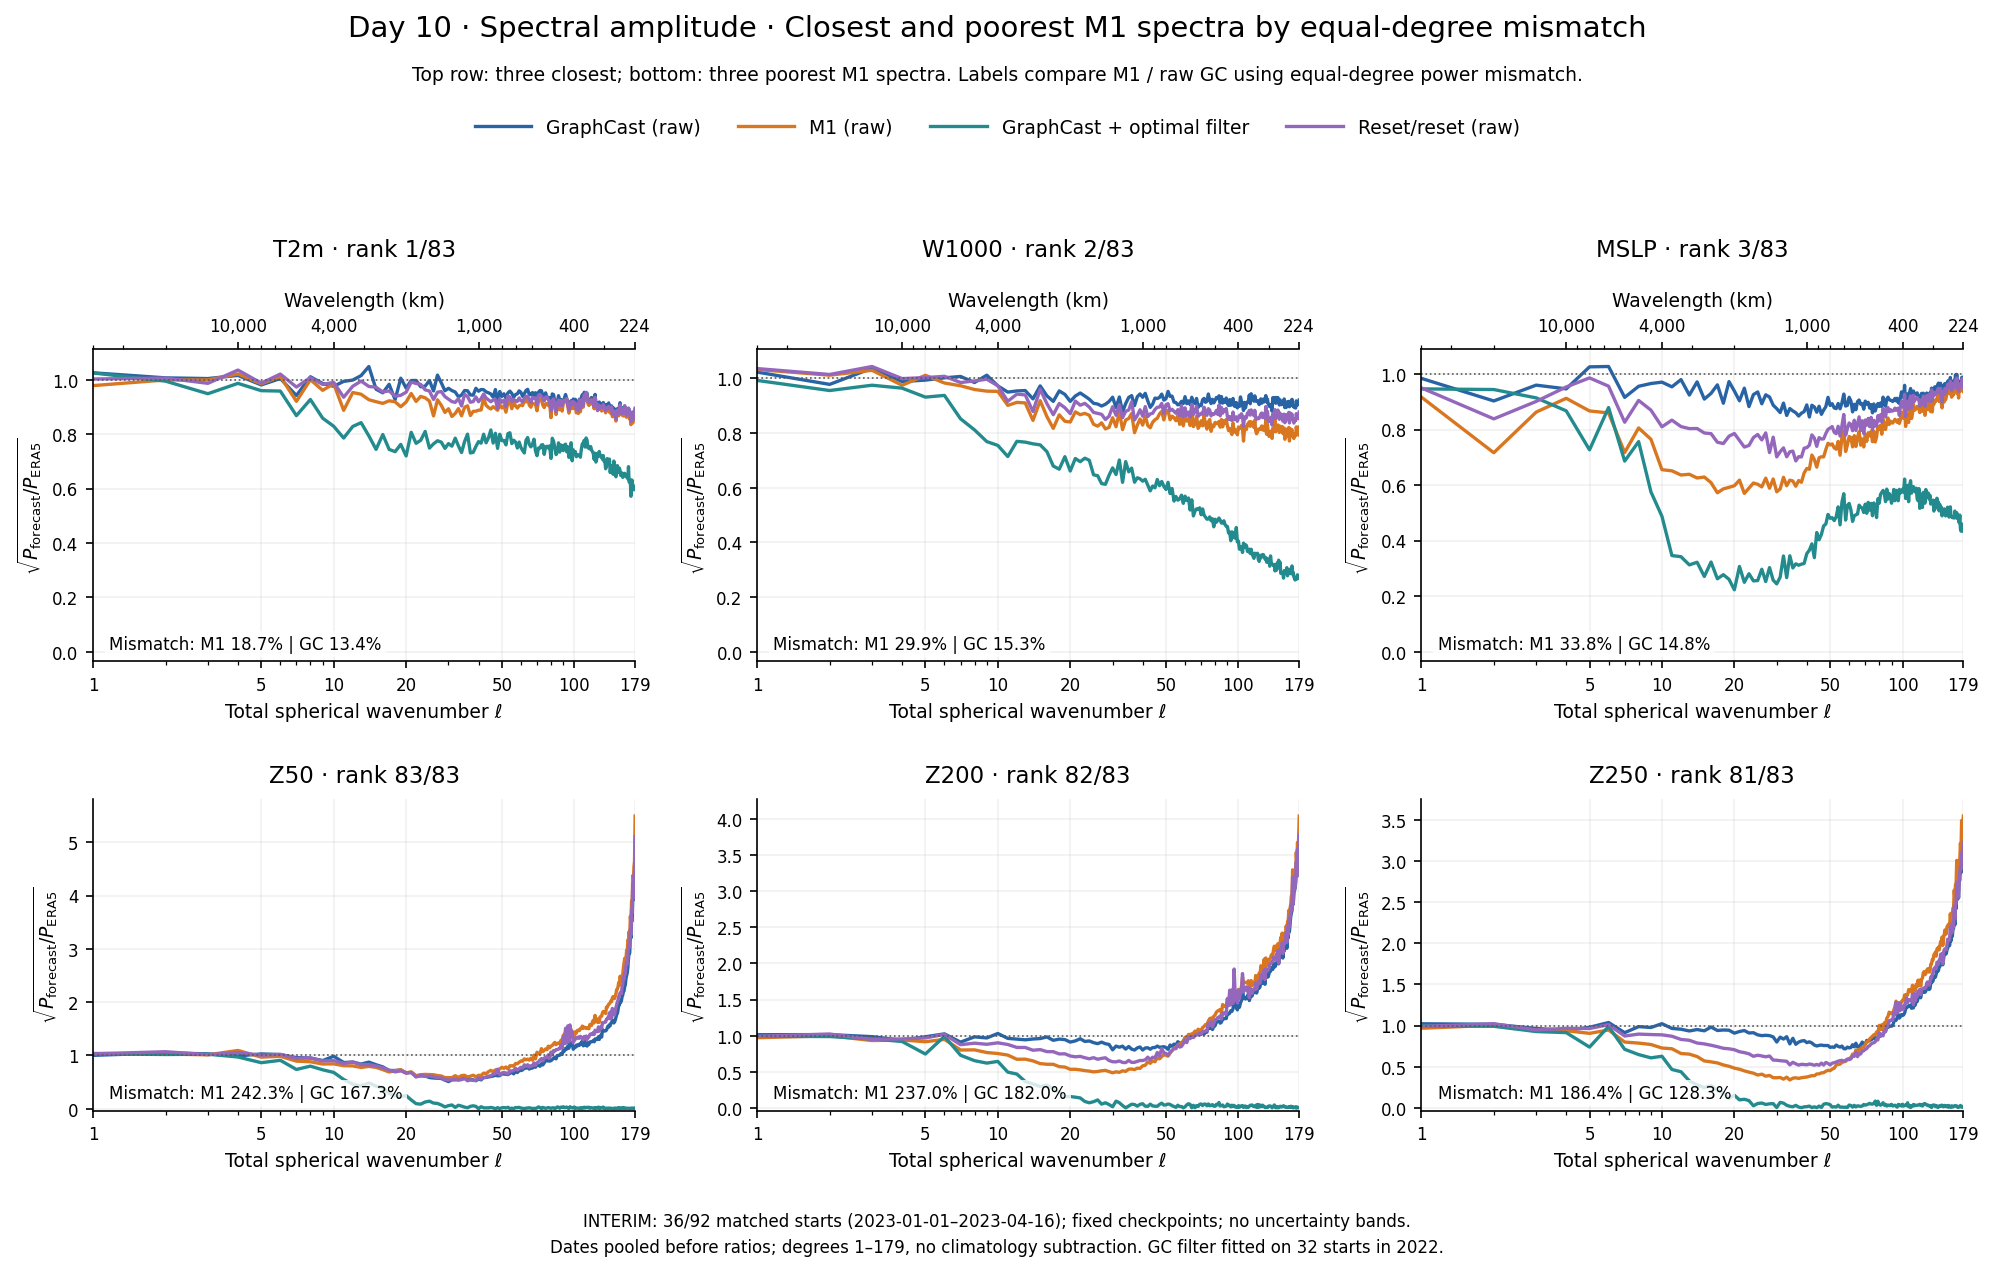 Day 10 · Spectral amplitude · Closest and poorest M1 spectra by equal-degree mismatch
Top row: three closest; bottom: three poorest M1 spectra. Labels compare M1 / raw GC using equal-degree power mismatch.
GraphCast (raw) M1 (raw) GraphCast + optimal filter Reset/reset (raw)
T2m · rank 1/83
Wavelength (km)
10,000 4,000 1,000 400 224
1.0
0.8
0.6
0.4
0.2
0.0
√P_forecast/P_ERA5
Mismatch: M1 18.7% | GC 13.4%
1 5 10 20 50 100 179
Total spherical wavenumber ℓ
W1000 · rank 2/83
Wavelength (km)
10,000 4,000 1,000 400 224
1.0
0.8
0.6
0.4
0.2
0.0
√P_forecast/P_ERA5
Mismatch: M1 29.9% | GC 15.3%
1 5 10 20 50 100 179
Total spherical wavenumber ℓ
MSLP · rank 3/83
Wavelength (km)
10,000 4,000 1,000 400 224
1.0
0.8
0.6
0.4
0.2
0.0
√P_forecast/P_ERA5
Mismatch: M1 33.8% | GC 14.8%
1 5 10 20 50 100 179
Total spherical wavenumber ℓ
Z50 · rank 83/83
5
4
3
2
1
0
√P_forecast/P_ERA5
Mismatch: M1 242.3% | GC 167.3%
1 5 10 20 50 100 179
Total spherical wavenumber ℓ
Z200 · rank 82/83
4.0
3.5
3.0
2.5
2.0
1.5
1.0
0.5
0.0
√P_forecast/P_ERA5
Mismatch: M1 237.0% | GC 182.0%
1 5 10 20 50 100 179
Total spherical wavenumber ℓ
Z250 · rank 81/83
3.5
3.0
2.5
2.0
1.5
1.0
0.5
0.0
√P_forecast/P_ERA5
Mismatch: M1 186.4% | GC 128.3%
1 5 10 20 50 100 179
Total spherical wavenumber ℓ
INTERIM: 36/92 matched starts (2023-01-01–2023-04-16); fixed checkpoints; no uncertainty bands.
Dates pooled before ratios; degrees 1–179, no climatology subtraction. GC filter fitted on 32 starts in 2022.